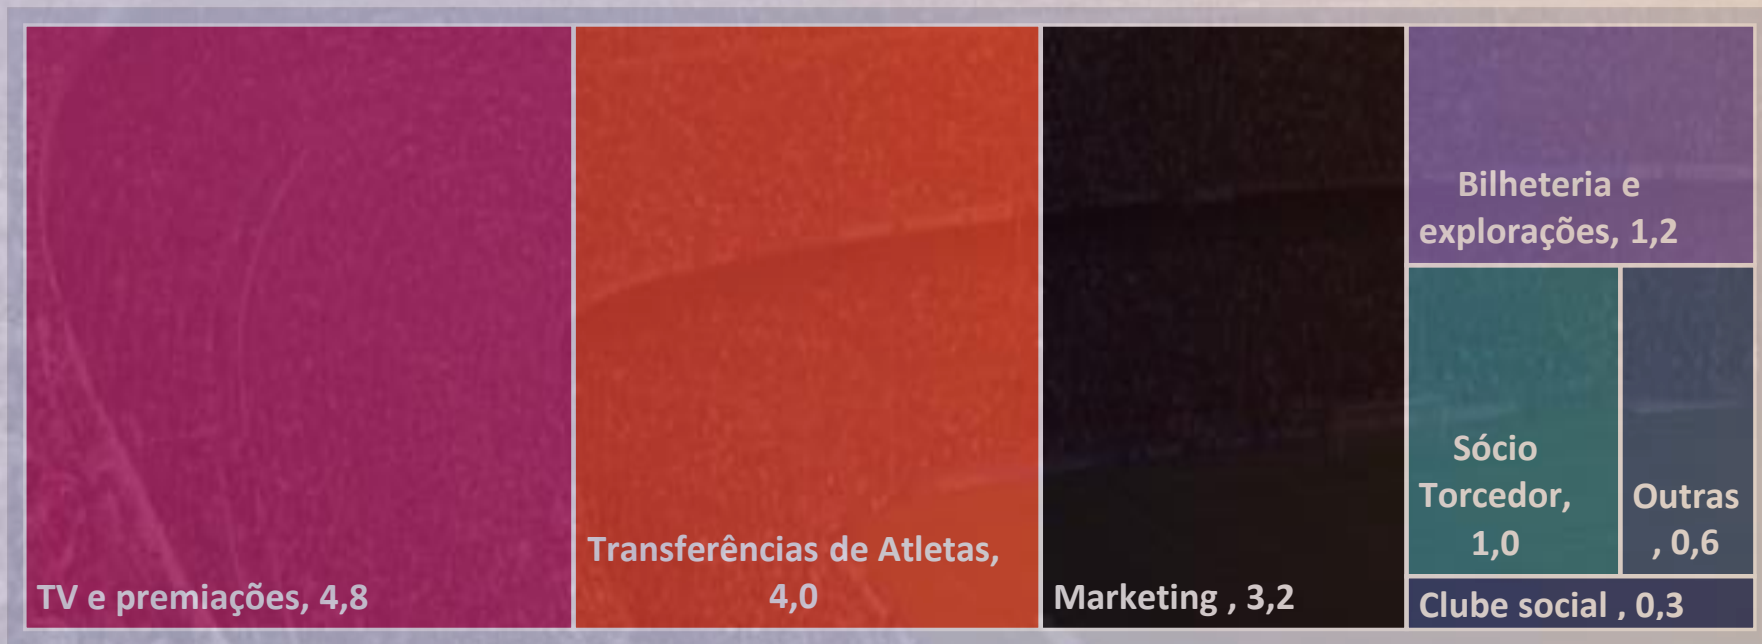 TV e premiações, 4,8
Transferências de Atletas,
4,0
Marketing , 3,2
Bilheteria e
explorações, 1,2
Sócio
Torcedor,
1,0
Outras
, 0,6
Clube social , 0,3